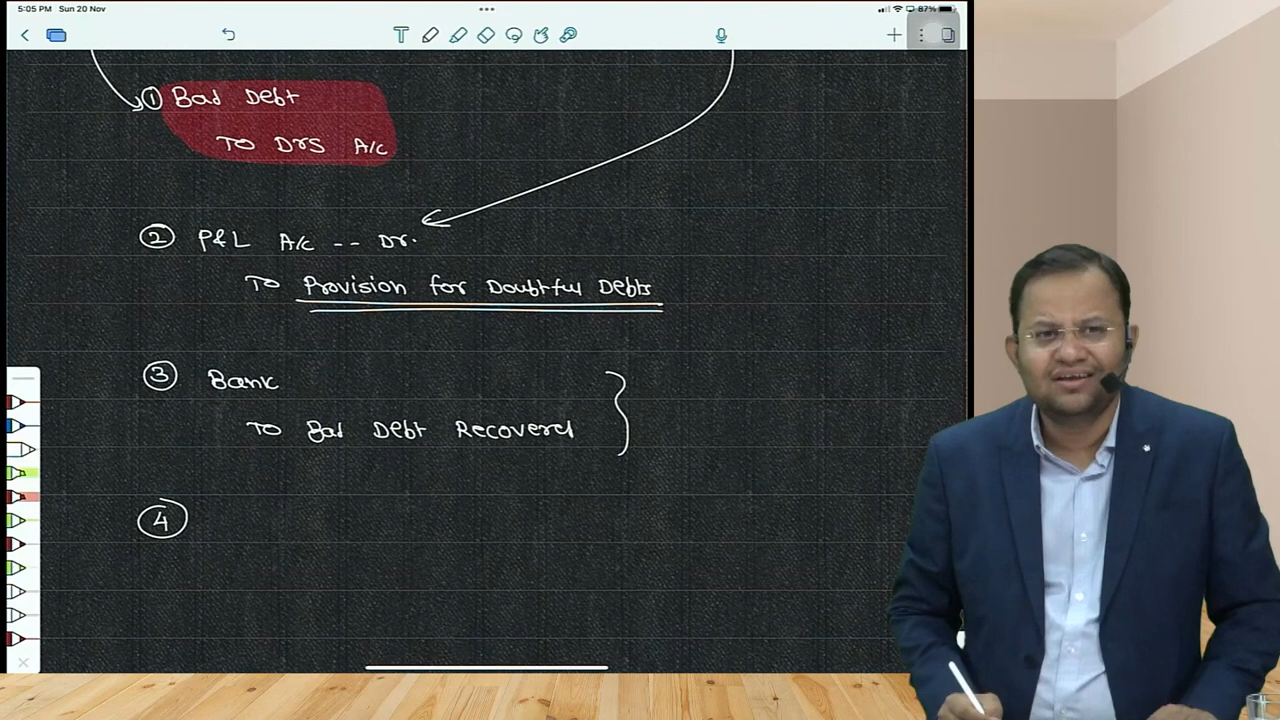 5:05 PM Sun 20 Nov
87%
① Bad Debt
To Drs A/c
② P&L A/c -- Dr.
To Provision for Doubtful Debts
③ Bank
To Bad Debt Recovered
④